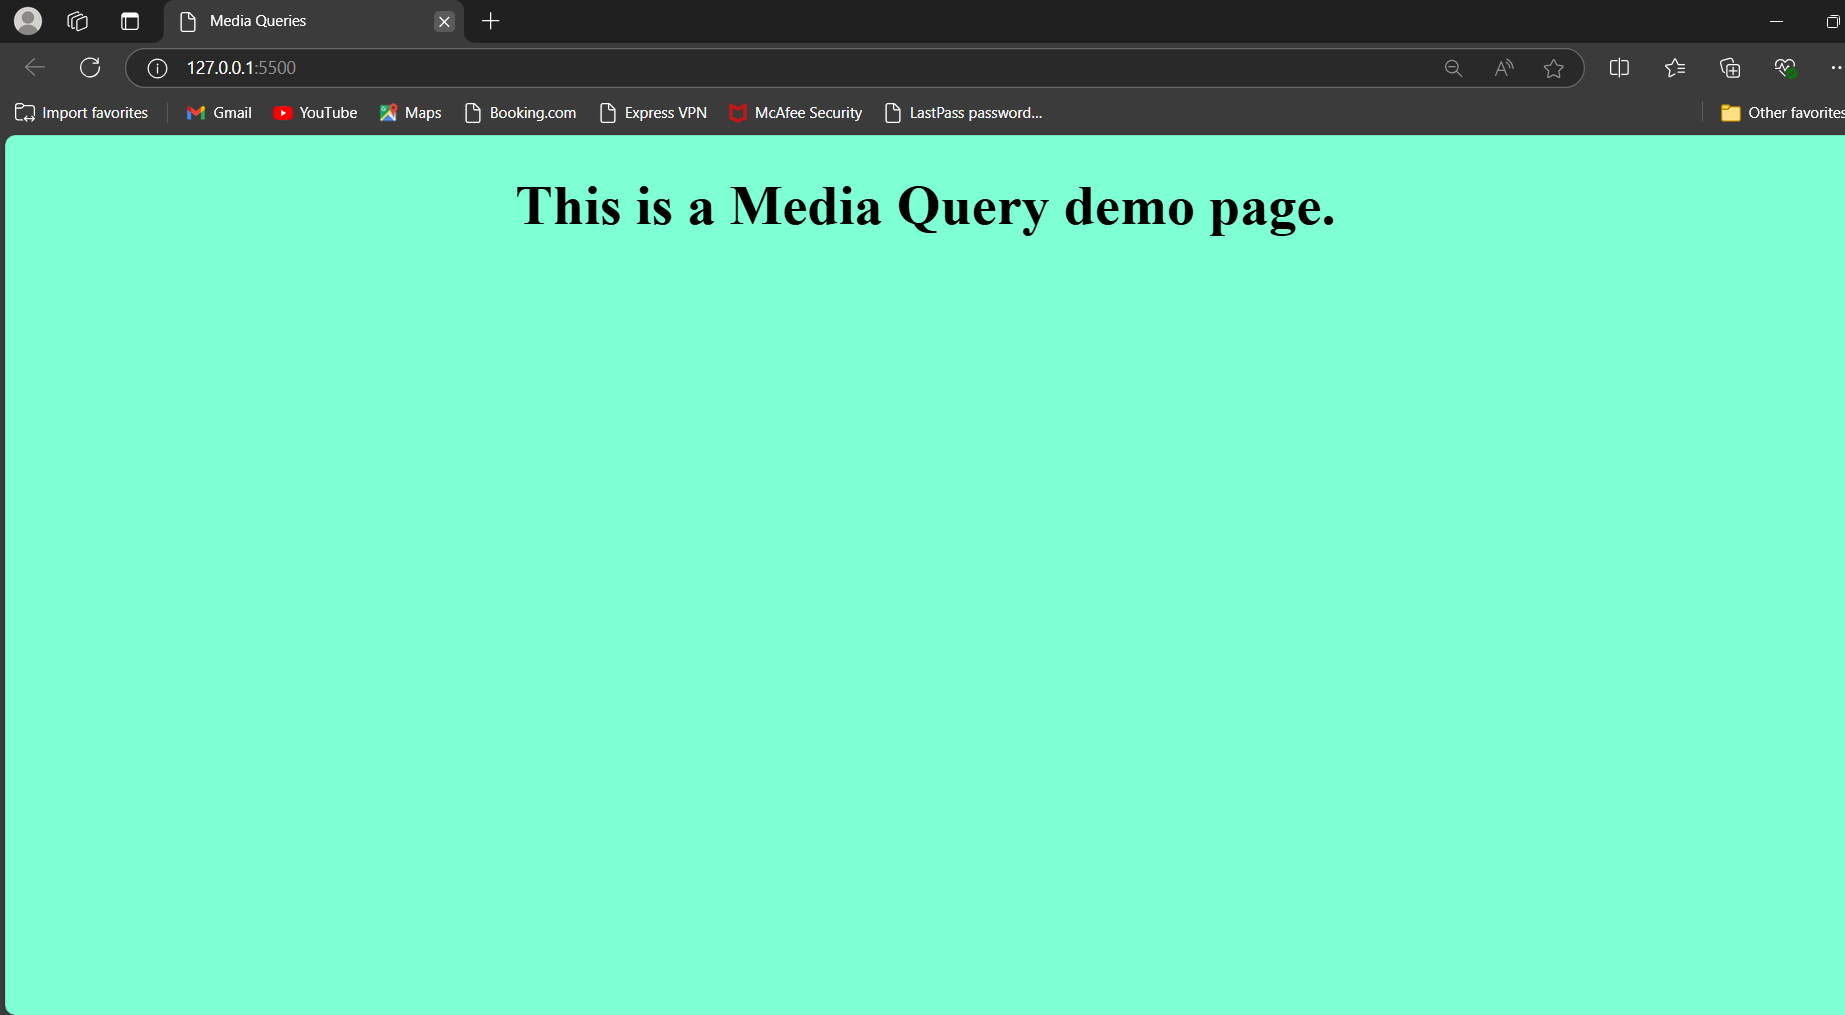 Media Queries
127.0.0.1:5500
Import favorites Gmail YouTube Maps Booking.com Express VPN McAfee Security LastPass password... Other favorites
This is a Media Query demo page.